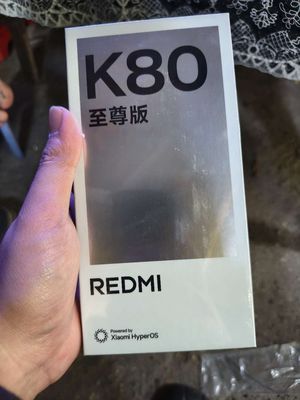 K80
至尊版
REDMI
Powered by
Xiaomi HyperOS